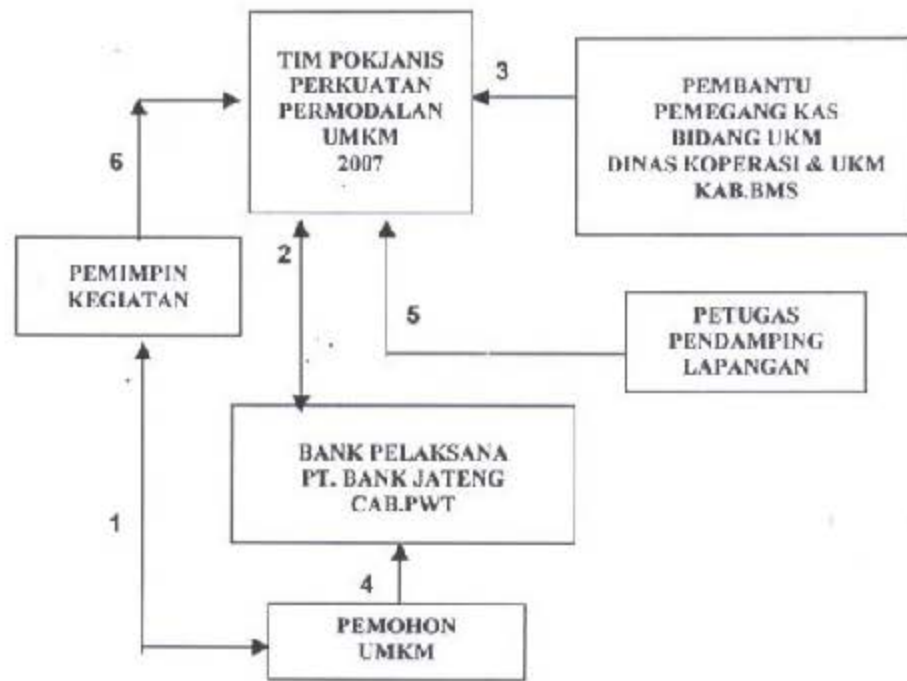 TIM POKJANIS
PERKUATAN
PERMODALAN
UMKM
2007
3
PEMBANTU
PEMEGANG KAS
BIDANG UKM
DINAS KOPERASI & UKM
KAB.BMS
6
2
PEMIMPIN
KEGIATAN
5
PETUGAS
PENDAMPING
LAPANGAN
BANK PELAKSANA
PT. BANK JATENG
CAB.PWT
1
4
PEMOHON
UMKM